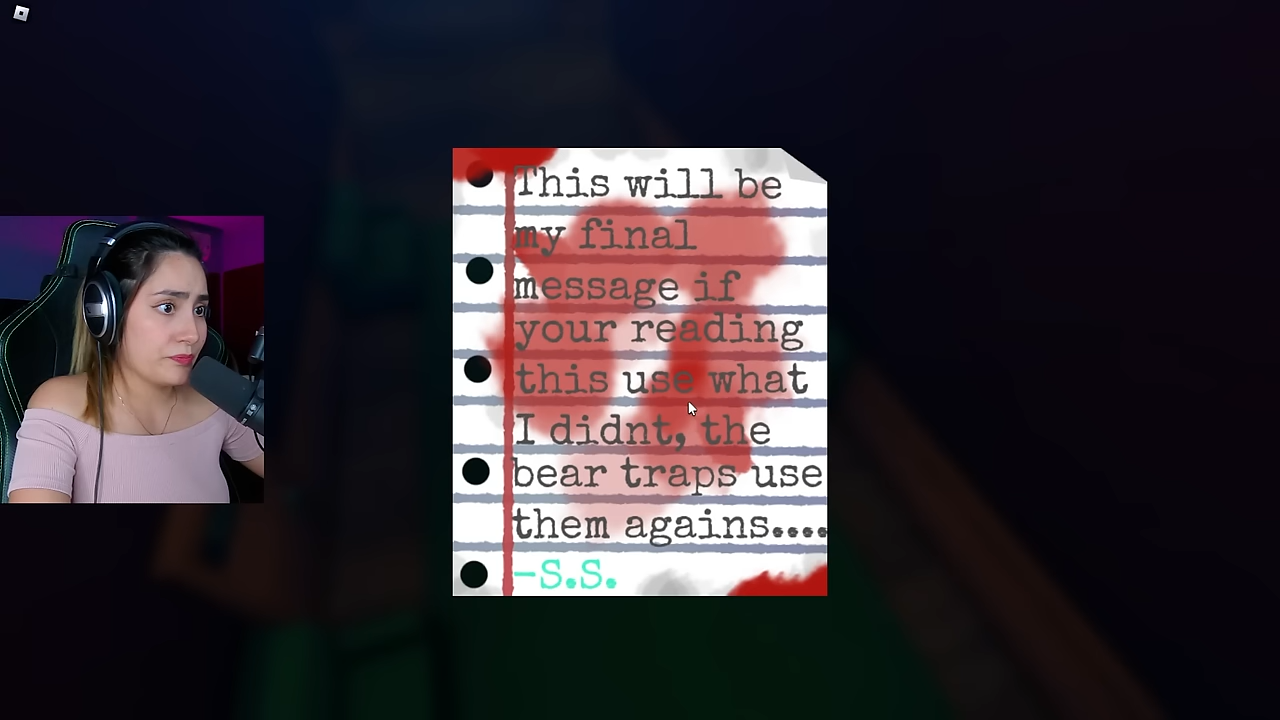 This will be
my final
message if
your reading
this use what
I didnt, the
bear traps use
them agains....
-S.S.